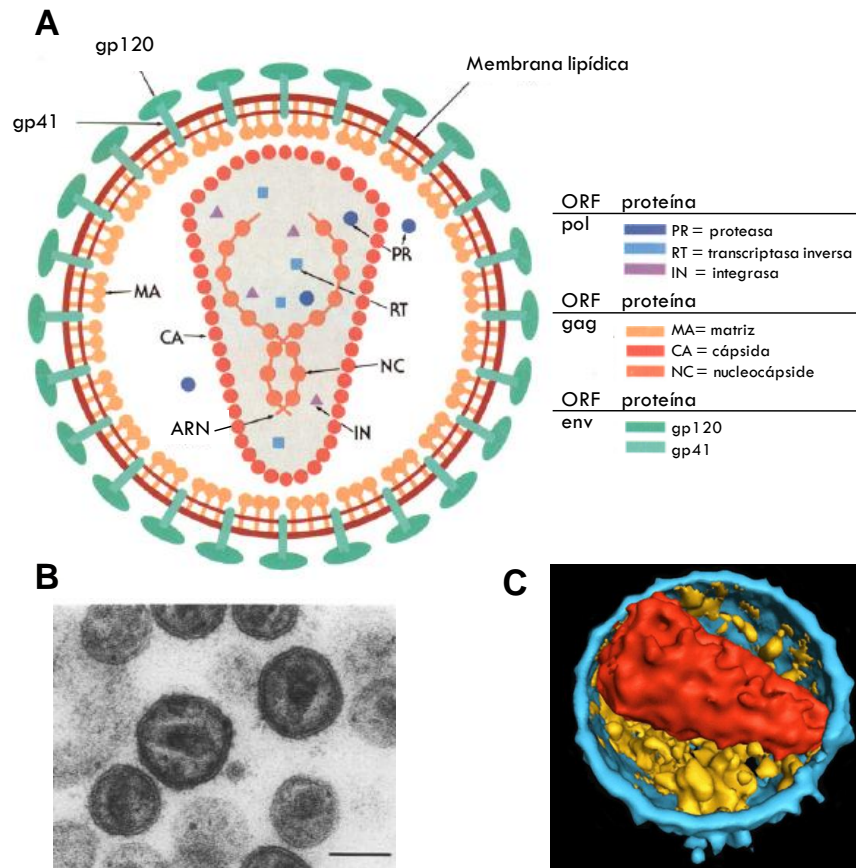 A
gp120
gp41
Membrana lipídica
MA
CA
PR
RT
NC
ARN
IN
ORF proteína
pol
PR = proteasa
RT = transcriptasa inversa
IN = integrasa
ORF proteína
gag
MA= matriz
CA = cápsida
NC = nucleocápside
ORF proteína
env
gp120
gp41
B
C